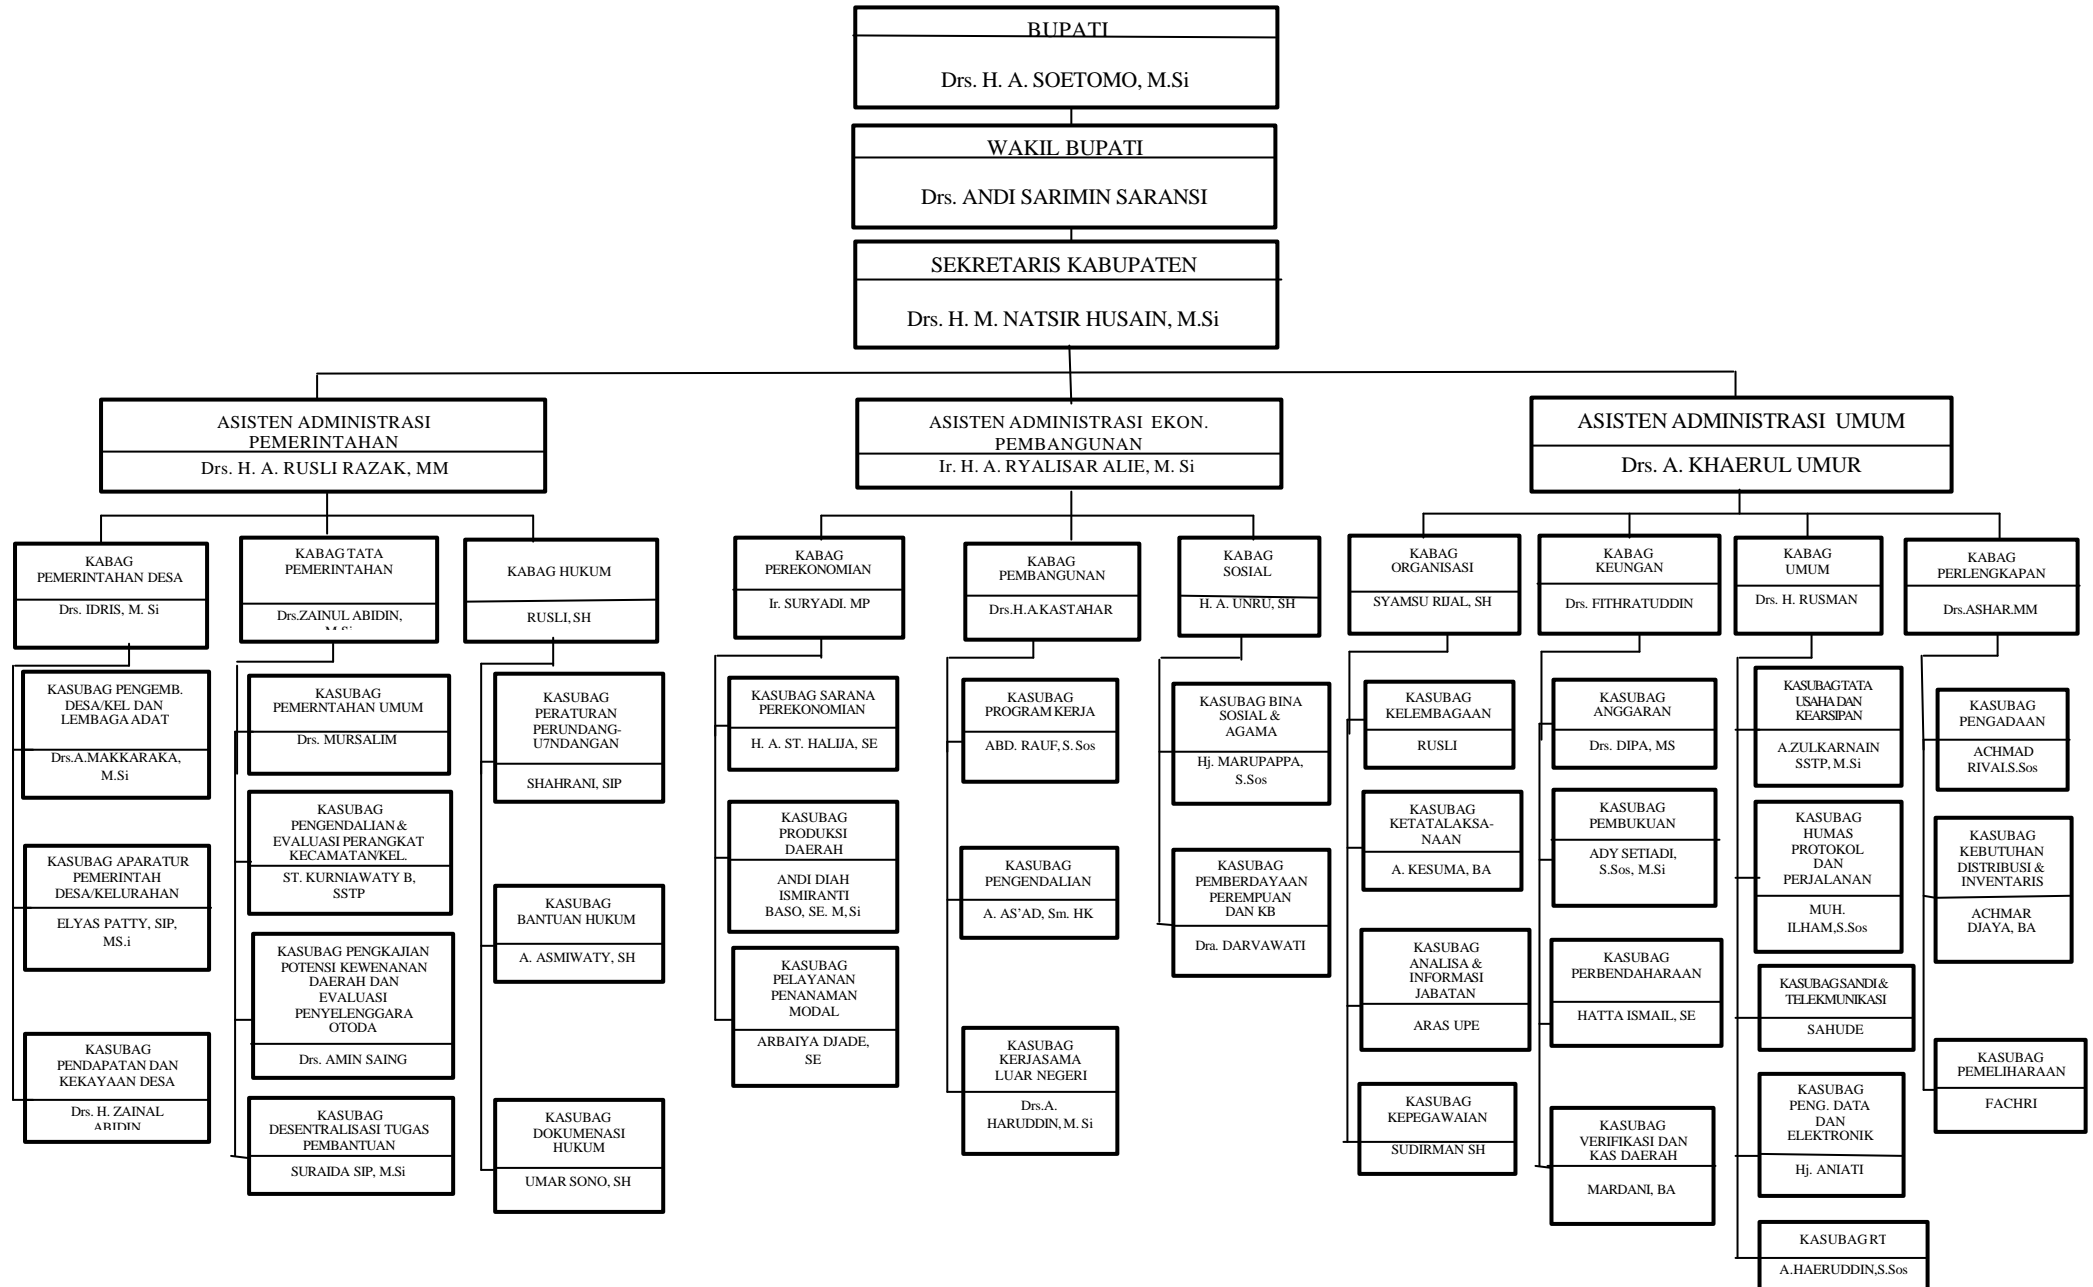 BUPATI
Drs. H. A. SOETOMO, M.Si
WAKIL BUPATI
Drs. ANDI SARIMIN SARANSI
SEKRETARIS KABUPATEN
Drs. H. M. NATSIR HUSAIN, M.Si
ASISTEN ADMINISTRASI
PEMERINTAHAN
Drs. H. A. RUSLI RAZAK, MM
ASISTEN ADMINISTRASI EKON.
PEMBANGUNAN
Ir. H. A. RYALISAR ALIE, M. Si
ASISTEN ADMINISTRASI UMUM
Drs. A. KHAERUL UMUR
KABAG
PEMERINTAHAN DESA
Drs. IDRIS, M. Si
KABAG TATA
PEMERINTAHAN
Drs.ZAINUL ABIDIN,
M.Si
KABAG HUKUM
RUSLI, SH
KABAG
PEREKONOMIAN
Ir. SURYADI. MP
KABAG
PEMBANGUNAN
Drs.H.A.KASTAHAR
KABAG
SOSIAL
H. A. UNRU, SH
KABAG
ORGANISASI
SYAMSU RIJAL, SH
KABAG
KEUNGAN
Drs. FITHRATUDDIN
KABAG
UMUM
Drs. H. RUSMAN
KABAG
PERLENGKAPAN
Drs.ASHAR.MM
KASUBAG PENGEMB.
DESA/KEL DAN
LEMBAGA ADAT
Drs.A.MAKKARAKA,
M.Si
KASUBAG APARATUR
PEMERINTAH
DESA/KELURAHAN
ELYAS PATTY, SIP,
MS.i
KASUBAG
PENDAPATAN DAN
KEKAYAAN DESA
Drs. H. ZAINAL
ABIDIN
KASUBAG
PEMERNTAHAN UMUM
Drs. MURSALIM
KASUBAG
PENGENDALIAN &
EVALUASI PERANGKAT
KECAMATAN/KEL.
ST. KURNIAWATY B,
SSTP
KASUBAG PENGKAJIAN
POTENSI KEWENANAN
DAERAH DAN
EVALUASI
PENYELENGGARA
OTODA
Drs. AMIN SAING
KASUBAG
DESENTRALISASI TUGAS
PEMBANTUAN
SURAIDA SIP, M.Si
KASUBAG
PERATURAN
PERUNDANG-
U7NDANGAN
SHAHRANI, SIP
KASUBAG
BANTUAN HUKUM
A. ASMIWATY, SH
KASUBAG
DOKUMENASI
HUKUM
UMAR SONO, SH
KASUBAG SARANA
PEREKONOMIAN
H. A. ST. HALIJA, SE
KASUBAG
PRODUKSI
DAERAH
ANDI DIAH
ISMIRANTI
BASO, SE. M,Si
KASUBAG
PELAYANAN
PENANAMAN
MODAL
ARBAIYA DJADE,
SE
KASUBAG
PROGRAM KERJA
ABD. RAUF, S. Sos
KASUBAG
PENGENDALIAN
A. AS’AD, Sm. HK
KASUBAG
KERJASAMA
LUAR NEGERI
Drs.A.
HARUDDIN, M. Si
KASUBAG BINA
SOSIAL &
AGAMA
Hj. MARUPAPPA,
S.Sos
KASUBAG
PEMBERDAYAAN
PEREMPUAN
DAN KB
Dra. DARVAWATI
KASUBAG
KELEMBAGAAN
RUSLI
KASUBAG
KETATALAKSA-
NAAN
A. KESUMA, BA
KASUBAG
ANALISA &
INFORMASI
JABATAN
ARAS UPE
KASUBAG
KEPEGAWAIAN
SUDIRMAN SH
KASUBAG
ANGGARAN
Drs. DIPA, MS
KASUBAG
PEMBUKUAN
ADY SETIADI,
S.Sos, M.Si
KASUBAG
PERBENDAHARAAN
HATTA ISMAIL, SE
KASUBAG
VERIFIKASI DAN
KAS DAERAH
MARDANI, BA
KASUBAG TATA
USAHA DAN
KEARSIPAN
A.ZULKARNAIN
SSTP, M.Si
KASUBAG
HUMAS
PROTOKOL
DAN
PERJALANAN
MUH.
ILHAM,S.Sos
KASUBAG SANDI &
TELEKMUNIKASI
SAHUDE
KASUBAG
PENG. DATA
DAN
ELEKTRONIK
Hj. ANIATI
KASUBAG RT
A.HAERUDDIN,S.Sos
KASUBAG
PENGADAAN
ACHMAD
RIVALS.Sos
KASUBAG
KEBUTUHAN
DISTRIBUSI &
INVENTARIS
ACHMAR
DJAYA, BA
KASUBAG
PEMELIHARAAN
FACHRI